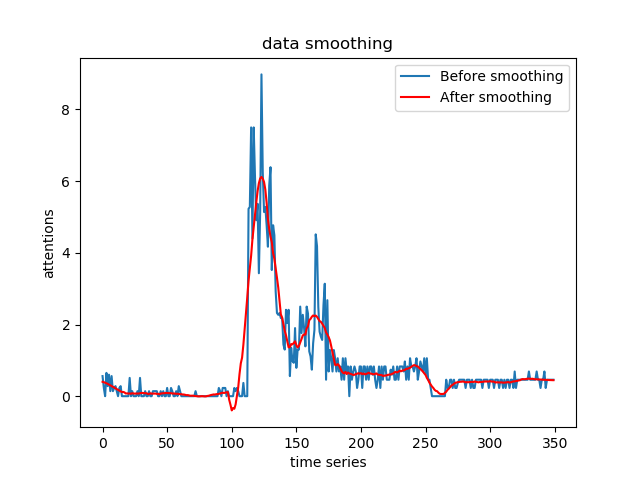 data smoothing
Before smoothing
After smoothing
8
6
4
2
0
attentions
0 50 100 150 200 250 300 350
time series